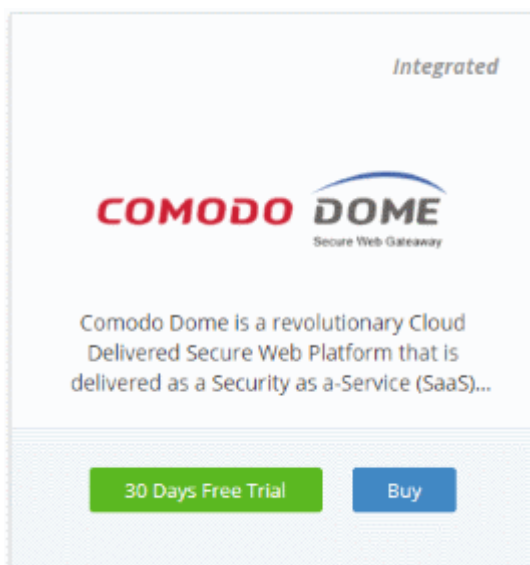 Integrated
COMODO DOME
Secure Web Gateaway
Comodo Dome is a revolutionary Cloud
Delivered Secure Web Platform that is
delivered as a Security as a-Service (SaaS)...
30 Days Free Trial Buy